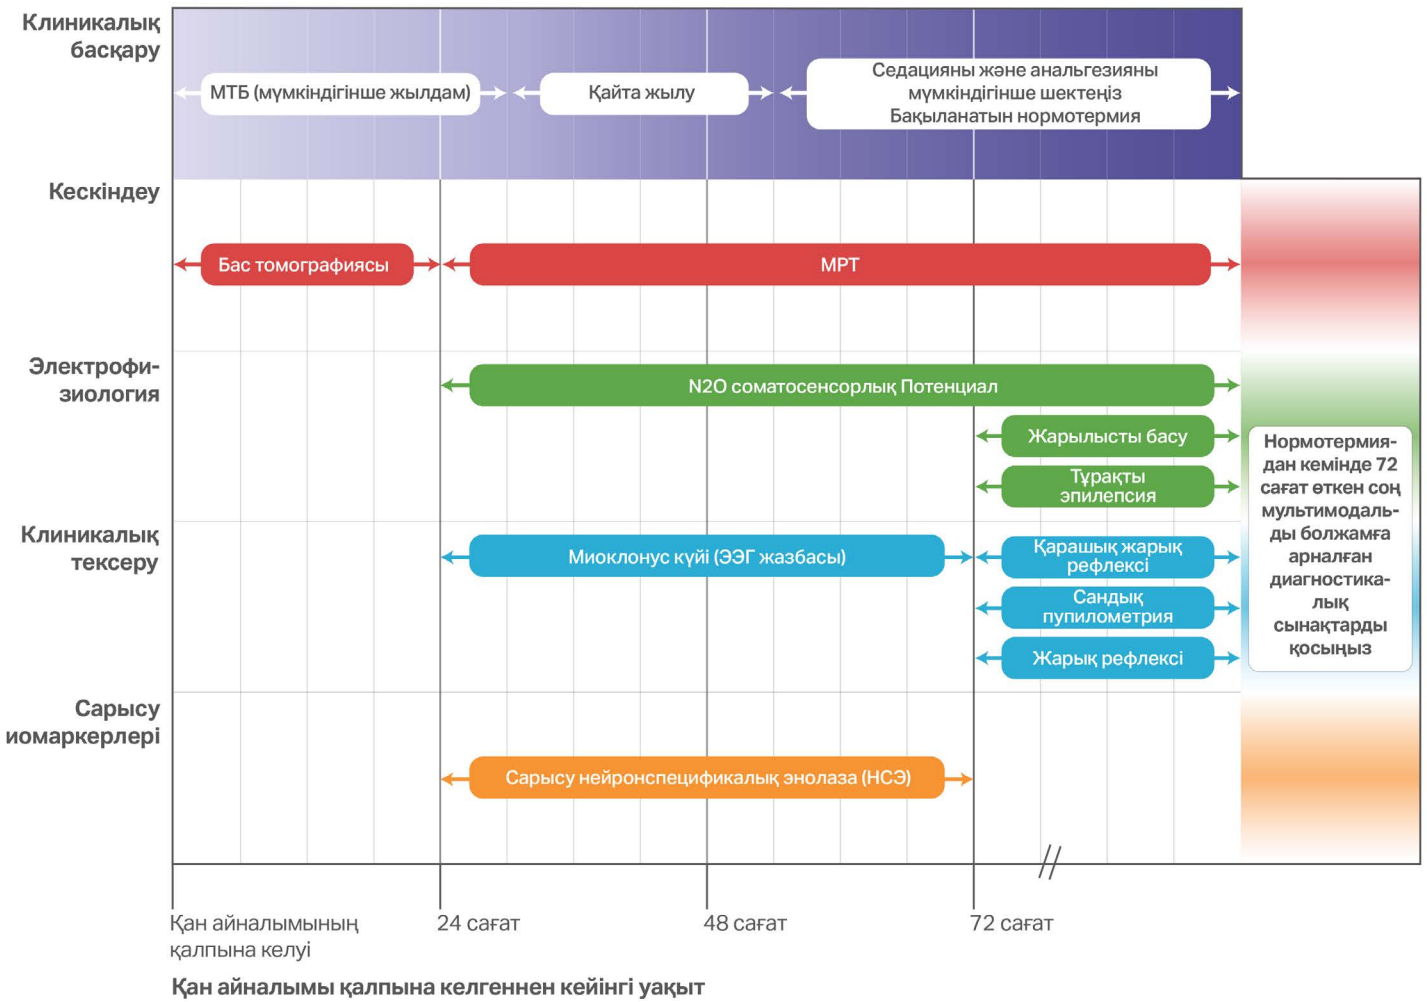 Клиникалық
басқару
МТБ (мүмкіндігінше жылдам)
Қайта жылу
Седацияны және анальгезияны
мүмкіндігінше шектеңіз
Бақыланатын нормотермия
Кескіндеу
Бас томографиясы
МРТ
Электрофи-
зиология
N2O соматосенсорлық Потенциал
Жарылысты басу
Тұрақты
эпилепсия
Клиникалық
тексеру
Миоклонус күйі (ЭЭГ жазбасы)
Қарашық жарық
рефлексі
Сандық
пупилометрия
Жарық рефлексі
Нормотермия-
дан кемінде 72
сағат өткен соң
мультимодаль-
ды болжамға
арналған
диагностика-
лық
сынақтарды
қосыңыз
Сарысу
иомаркерлері
Сарысу нейронспецификалық энолаза (НСЭ)
Қан айналымының
қалпына келуі
24 сағат
48 сағат
72 сағат
Қан айналымы қалпына келгеннен кейінгі уақыт